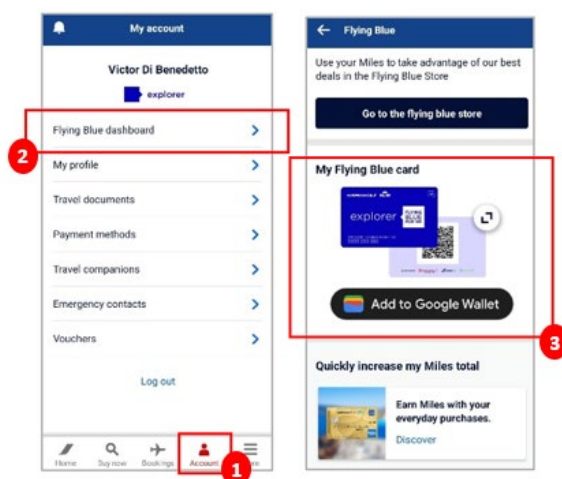 My account
Victor Di Benedetto
explorer
Flying Blue dashboard
2
My profile
Travel documents
Payment methods
Travel companions
Emergency contacts
Vouchers
Log out
Home Buy now Bookings Account
1
Flying Blue
Use your Miles to take advantage of our best
deals in the Flying Blue Store
Go to the flying blue store
My Flying Blue card
explorer
FLYING
BLUE
Add to Google Wallet
3
Quickly increase my Miles total
Earn Miles with your
everyday purchases.
Discover